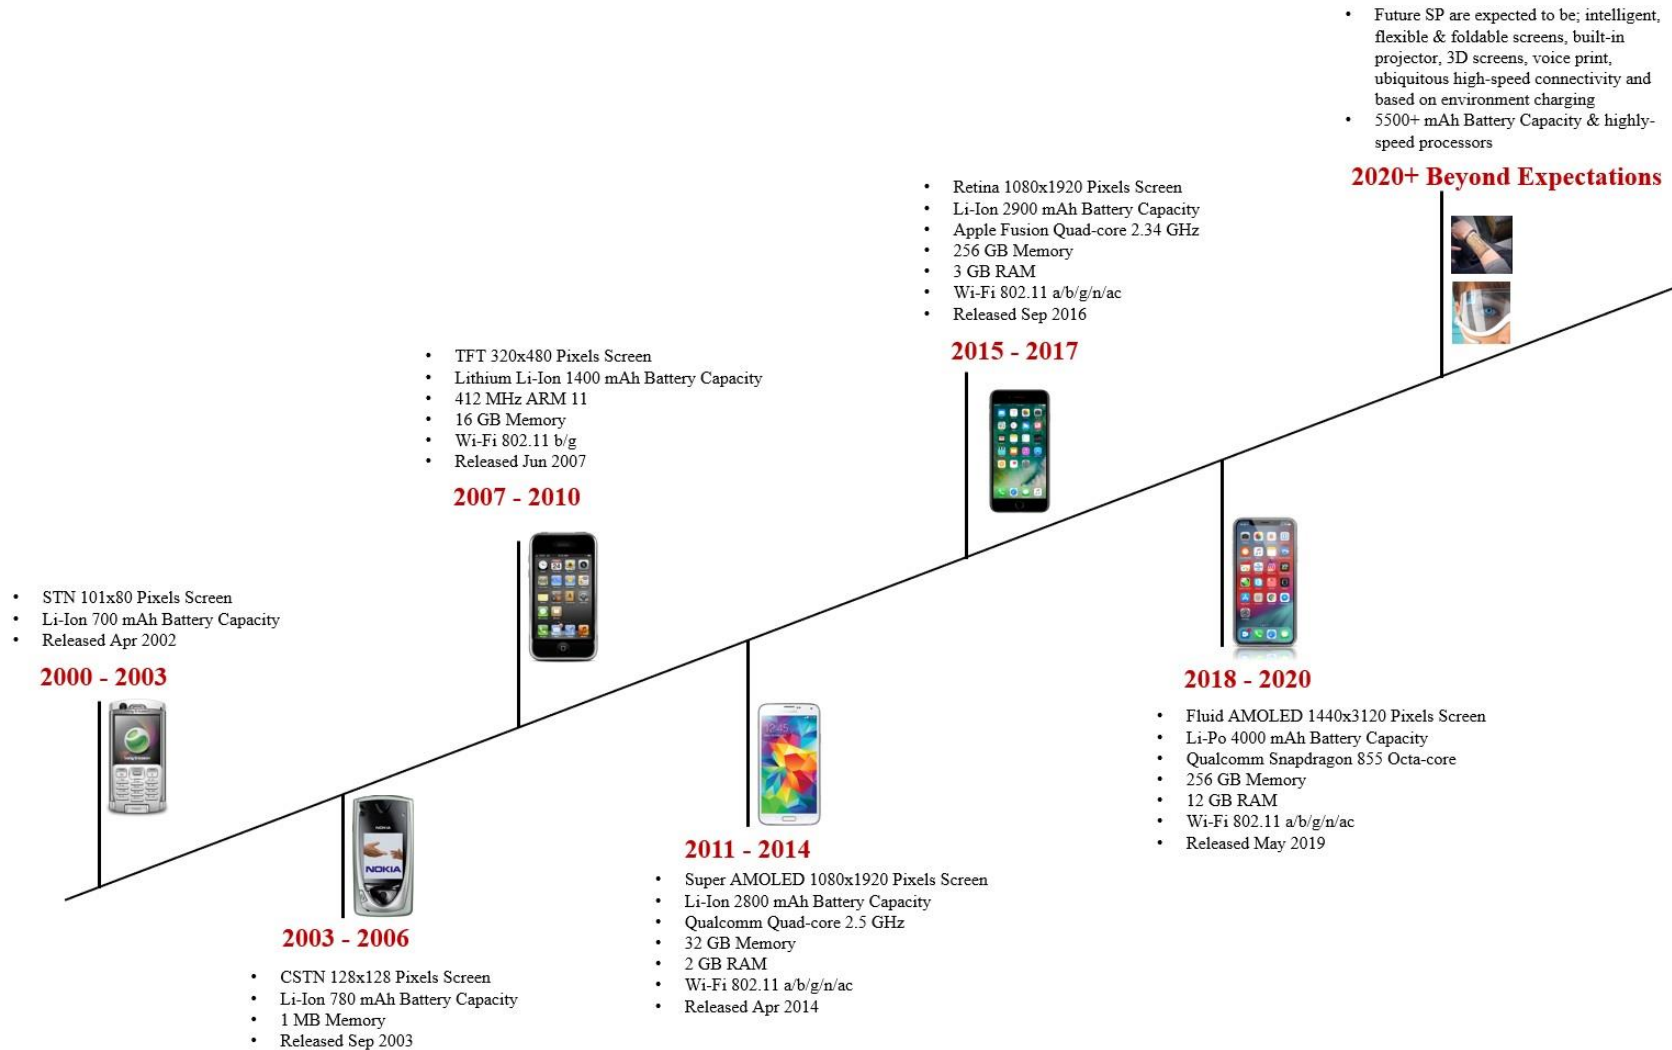 • Future SP are expected to be; intelligent,
flexible & foldable screens, built-in
projector, 3D screens, voice print,
ubiquitous high-speed connectivity and
based on environment charging
• 5500+ mAh Battery Capacity & highly-
speed processors
2020+ Beyond Expectations
• Retina 1080x1920 Pixels Screen
• Li-Ion 2900 mAh Battery Capacity
• Apple Fusion Quad-core 2.34 GHz
• 256 GB Memory
• 3 GB RAM
• Wi-Fi 802.11 a/b/g/n/ac
• Released Sep 2016
2015 - 2017
• TFT 320x480 Pixels Screen
• Lithium Li-Ion 1400 mAh Battery Capacity
• 412 MHz ARM 11
• 16 GB Memory
• Wi-Fi 802.11 b/g
• Released Jun 2007
2007 - 2010
• STN 101x80 Pixels Screen
• Li-Ion 700 mAh Battery Capacity
• Released Apr 2002
2000 - 2003
NOKIA
NOKIA
2003 - 2006
• CSTN 128x128 Pixels Screen
• Li-Ion 780 mAh Battery Capacity
• 1 MB Memory
• Released Sep 2003
12:45
2011 - 2014
• Super AMOLED 1080x1920 Pixels Screen
• Li-Ion 2800 mAh Battery Capacity
• Qualcomm Quad-core 2.5 GHz
• 32 GB Memory
• 2 GB RAM
• Wi-Fi 802.11 a/b/g/n/ac
• Released Apr 2014
2018 - 2020
• Fluid AMOLED 1440x3120 Pixels Screen
• Li-Po 4000 mAh Battery Capacity
• Qualcomm Snapdragon 855 Octa-core
• 256 GB Memory
• 12 GB RAM
• Wi-Fi 802.11 a/b/g/n/ac
• Released May 2019